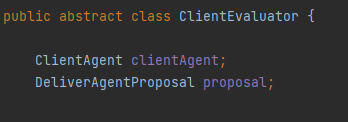 public abstract class ClientEvaluator {
ClientAgent clientAgent;
DeliverAgentProposal proposal;